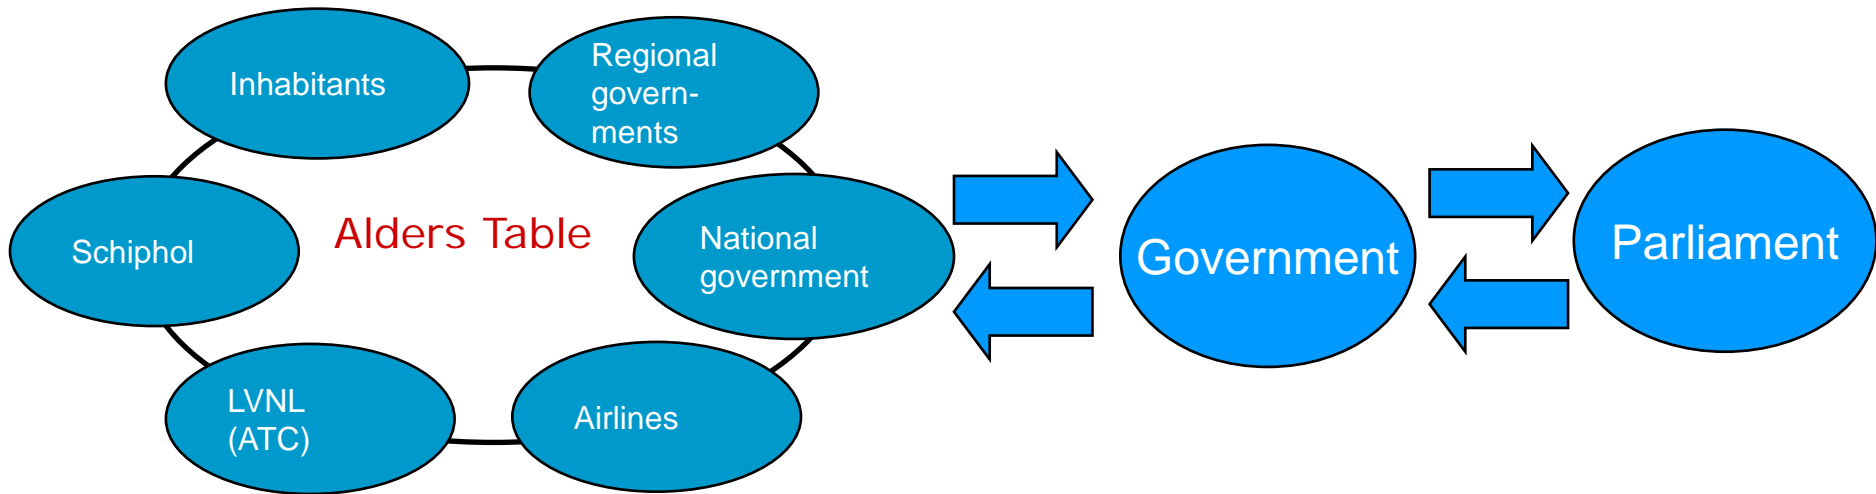 Inhabitants
Regional
govern-
ments
Schiphol
Alders Table
National
government
LVNL
(ATC)
Airlines
Government
Parliament